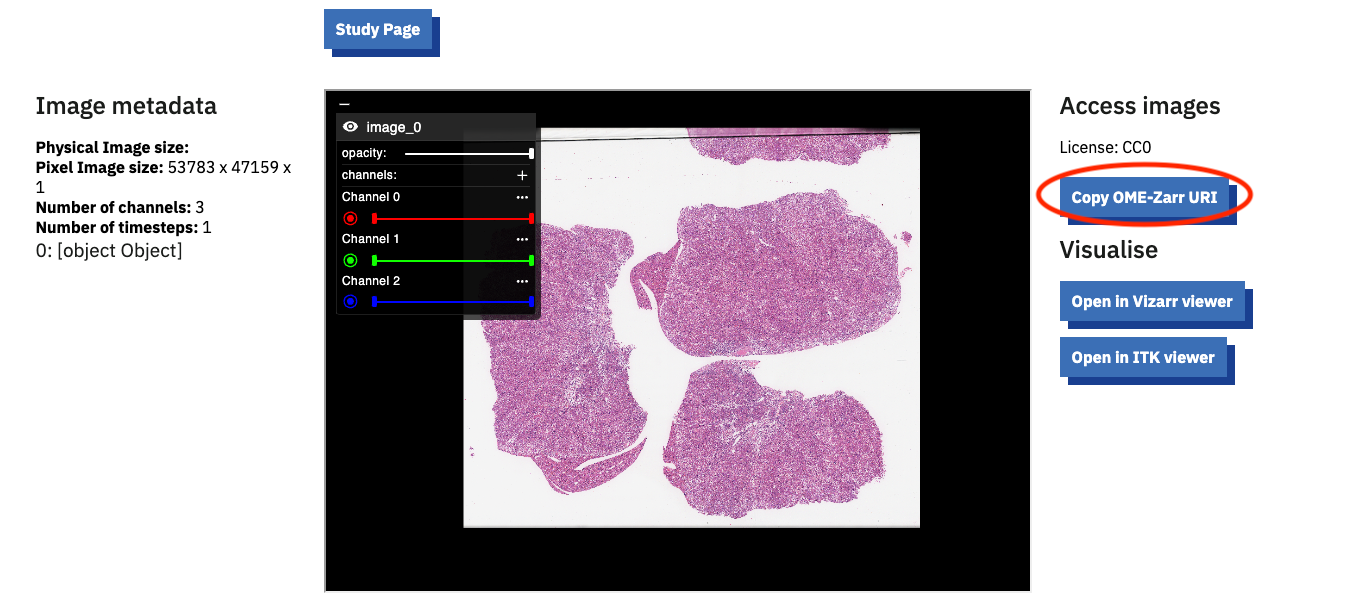 Study Page
Image metadata
Physical Image size:
Pixel Image size: 53783 x 47159 x
1
Number of channels: 3
Number of timesteps: 1
0: [object Object]
image_0
opacity:
channels:
Channel 0
Channel 1
Channel 2
Access images
License: CC0
Copy OME-Zarr URI
Visualise
Open in Vizarr viewer
Open in ITK viewer